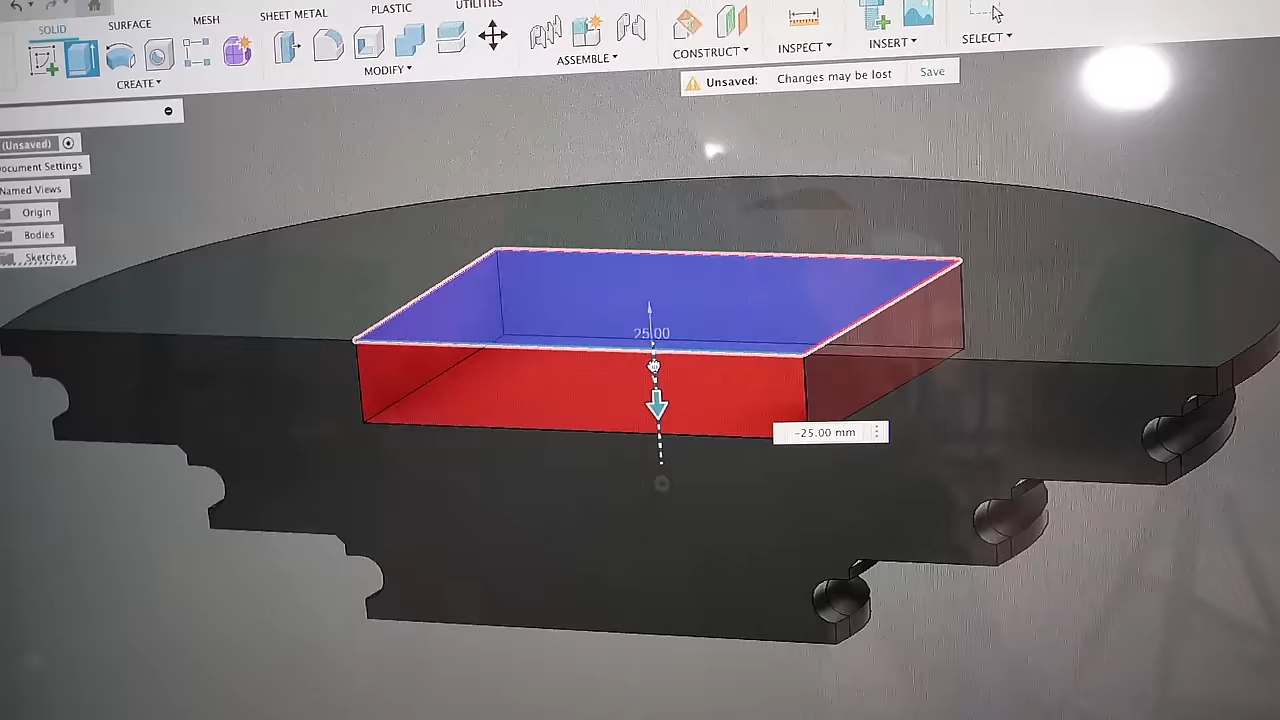 SOLID
SURFACE
MESH
SHEET METAL
PLASTIC
UTILITIES
CREATE
MODIFY
ASSEMBLE
CONSTRUCT
INSPECT
INSERT
SELECT
Unsaved: Changes may be lost Save
(Unsaved)
Document Settings
Named Views
Origin
Bodies
Sketches
25.00
-25.00 mm